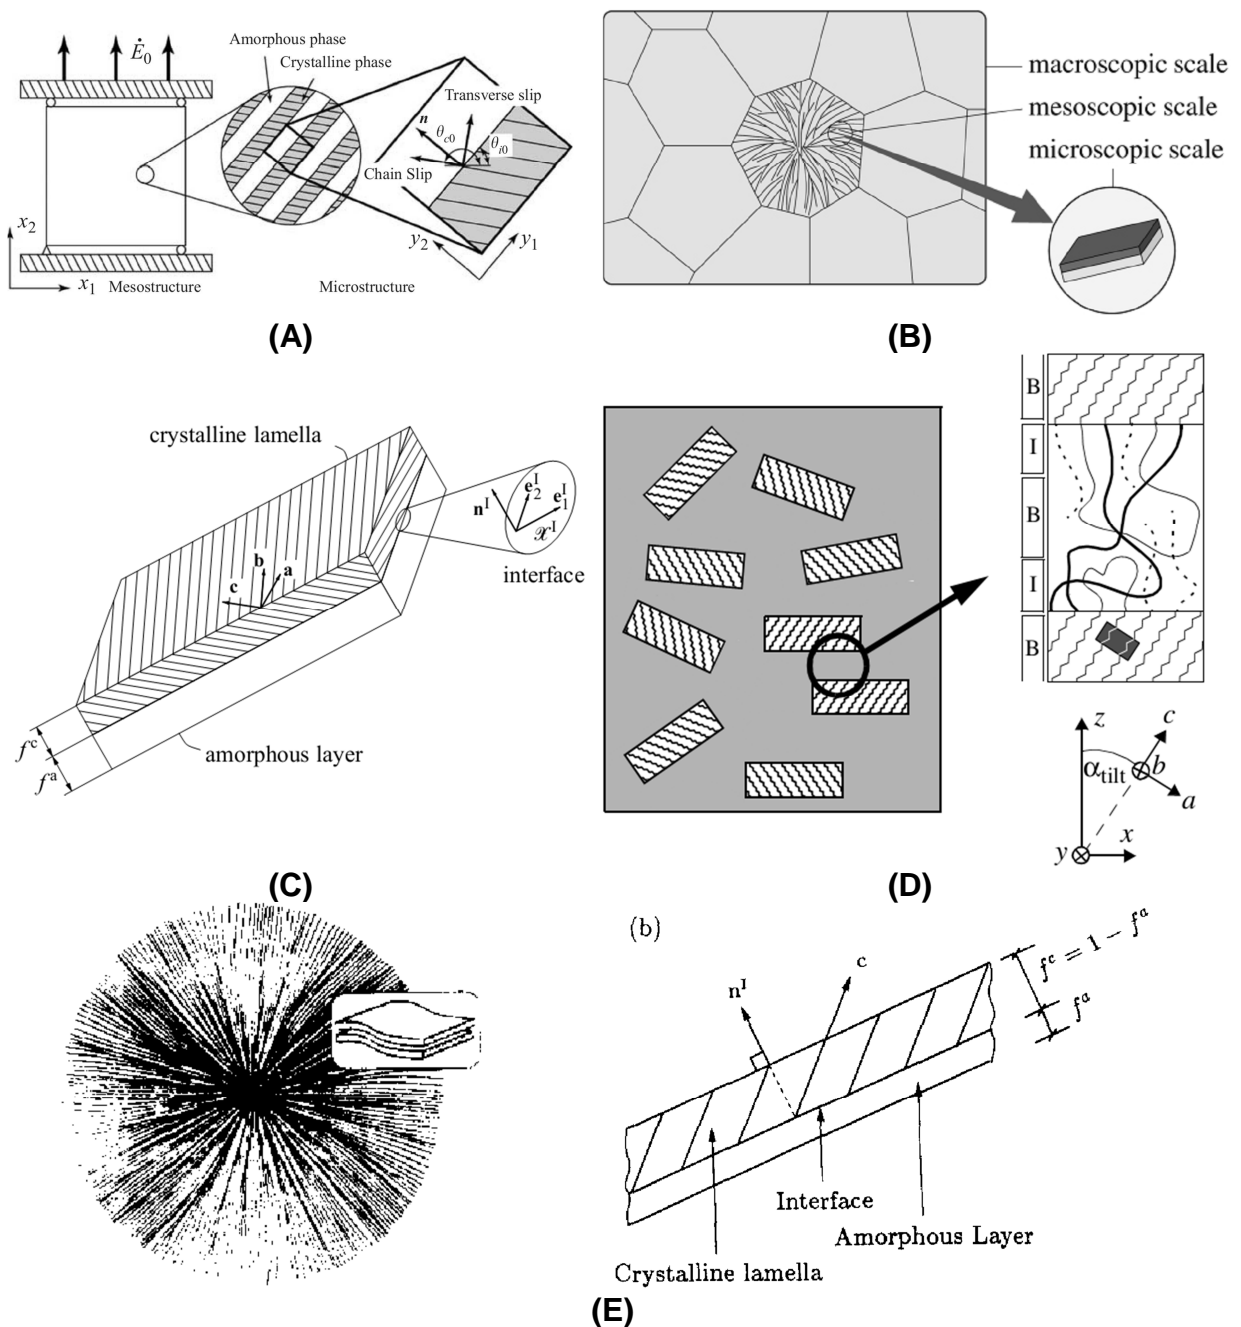 Ė₀
Amorphous phase
Crystalline phase
Transverse slip
n
θc0
θi0
Chain Slip
x₂
x₁
Mesostructure
Microstructure
y₂
y₁
(A)
macroscopic scale
mesoscopic scale
microscopic scale
(B)
crystalline lamella
b
a
c
nᴵ
e₂ᴵ
e₁ᴵ
𝒳ᴵ
interface
fᶜ
fᵃ
amorphous layer
(C)
B
I
B
I
B
z
c
αtilt
b
a
y
x
(D)
(b)
nᴵ
c
fᶜ = 1 − fᵃ
fᵃ
Interface
Amorphous Layer
Crystalline lamella
(E)